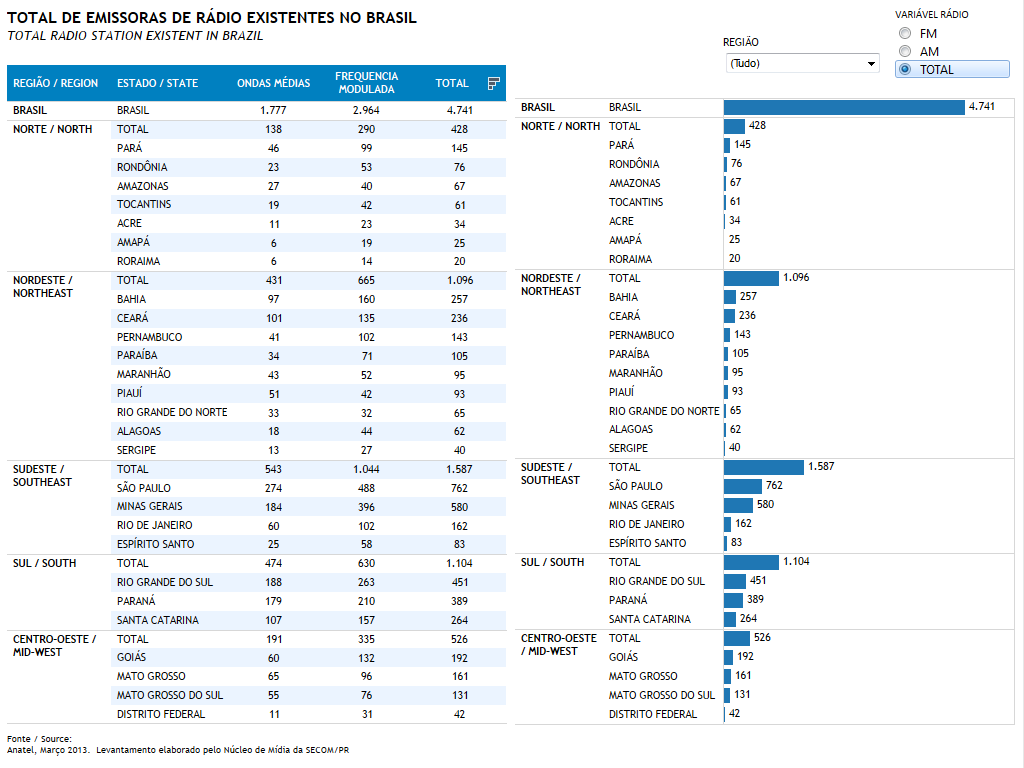 TOTAL DE EMISSORAS DE RÁDIO EXISTENTES NO BRASIL
TOTAL RADIO STATION EXISTENT IN BRAZIL
VARIÁVEL RÁDIO
FM
AM
TOTAL
REGIÃO
(Tudo)
REGIÃO / REGION ESTADO / STATE ONDAS MÉDIAS FREQUENCIA MODULADA TOTAL
BRASIL BRASIL 1.777 2.964 4.741
NORTE / NORTH TOTAL 138 290 428
PARÁ 46 99 145
RONDÔNIA 23 53 76
AMAZONAS 27 40 67
TOCANTINS 19 42 61
ACRE 11 23 34
AMAPÁ 6 19 25
RORAIMA 6 14 20
NORDESTE / NORTHEAST TOTAL 431 665 1.096
BAHIA 97 160 257
CEARÁ 101 135 236
PERNAMBUCO 41 102 143
PARAÍBA 34 71 105
MARANHÃO 43 52 95
PIAUÍ 51 42 93
RIO GRANDE DO NORTE 33 32 65
ALAGOAS 18 44 62
SERGIPE 13 27 40
SUDESTE / SOUTHEAST TOTAL 543 1.044 1.587
SÃO PAULO 274 488 762
MINAS GERAIS 184 396 580
RIO DE JANEIRO 60 102 162
ESPÍRITO SANTO 25 58 83
SUL / SOUTH TOTAL 474 630 1.104
RIO GRANDE DO SUL 188 263 451
PARANÁ 179 210 389
SANTA CATARINA 107 157 264
CENTRO-OESTE / MID-WEST TOTAL 191 335 526
GOIÁS 60 132 192
MATO GROSSO 65 96 161
MATO GROSSO DO SUL 55 76 131
DISTRITO FEDERAL 11 31 42
BRASIL BRASIL 4.741
NORTE / NORTH TOTAL 428
PARÁ 145
RONDÔNIA 76
AMAZONAS 67
TOCANTINS 61
ACRE 34
AMAPÁ 25
RORAIMA 20
NORDESTE / NORTHEAST TOTAL 1.096
BAHIA 257
CEARÁ 236
PERNAMBUCO 143
PARAÍBA 105
MARANHÃO 95
PIAUÍ 93
RIO GRANDE DO NORTE 65
ALAGOAS 62
SERGIPE 40
SUDESTE / SOUTHEAST TOTAL 1.587
SÃO PAULO 762
MINAS GERAIS 580
RIO DE JANEIRO 162
ESPÍRITO SANTO 83
SUL / SOUTH TOTAL 1.104
RIO GRANDE DO SUL 451
PARANÁ 389
SANTA CATARINA 264
CENTRO-OESTE / MID-WEST TOTAL 526
GOIÁS 192
MATO GROSSO 161
MATO GROSSO DO SUL 131
DISTRITO FEDERAL 42
Fonte / Source:
Anatel, Março 2013. Levantamento elaborado pelo Núcleo de Mídia da SECOM/PR